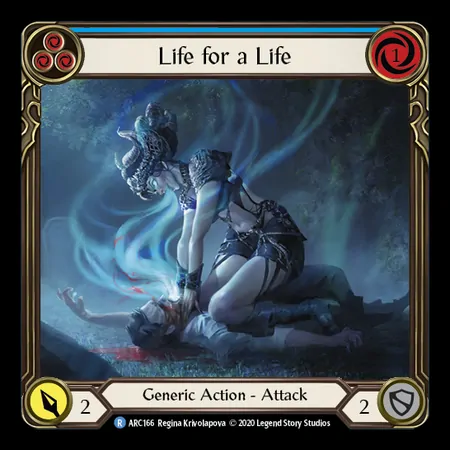 Life for a Life
1
Generic Action - Attack
2
2
R ARC166 Regina Krivolapova © 2020 Legend Story Studios